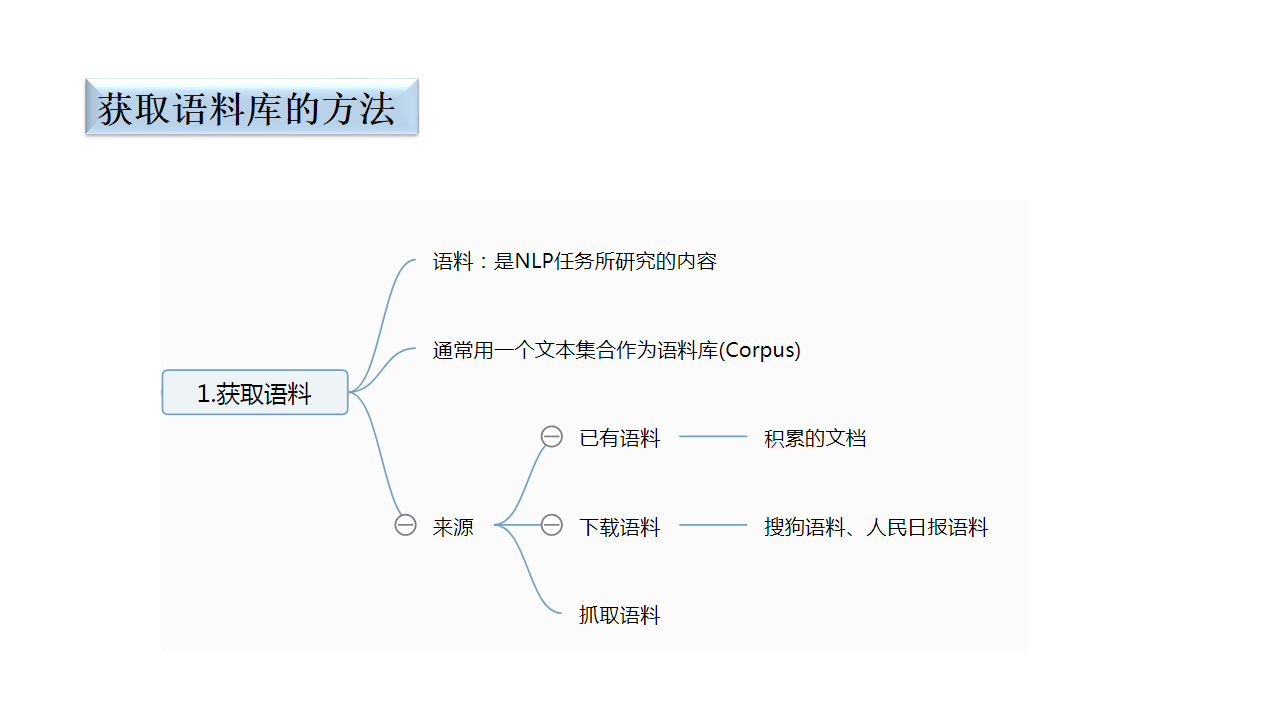 获取语料库的方法
语料：是NLP任务所研究的内容
通常用一个文本集合作为语料库(Corpus)
1.获取语料
已有语料
积累的文档
来源
下载语料
搜狗语料、人民日报语料
抓取语料